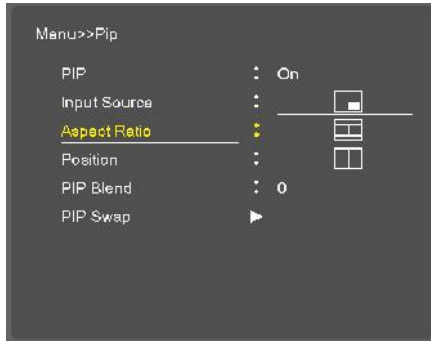 Menu>>Pip
PIP : On
Input Source :
Aspect Ratio :
Position :
PIP Blend : 0
PIP Swap